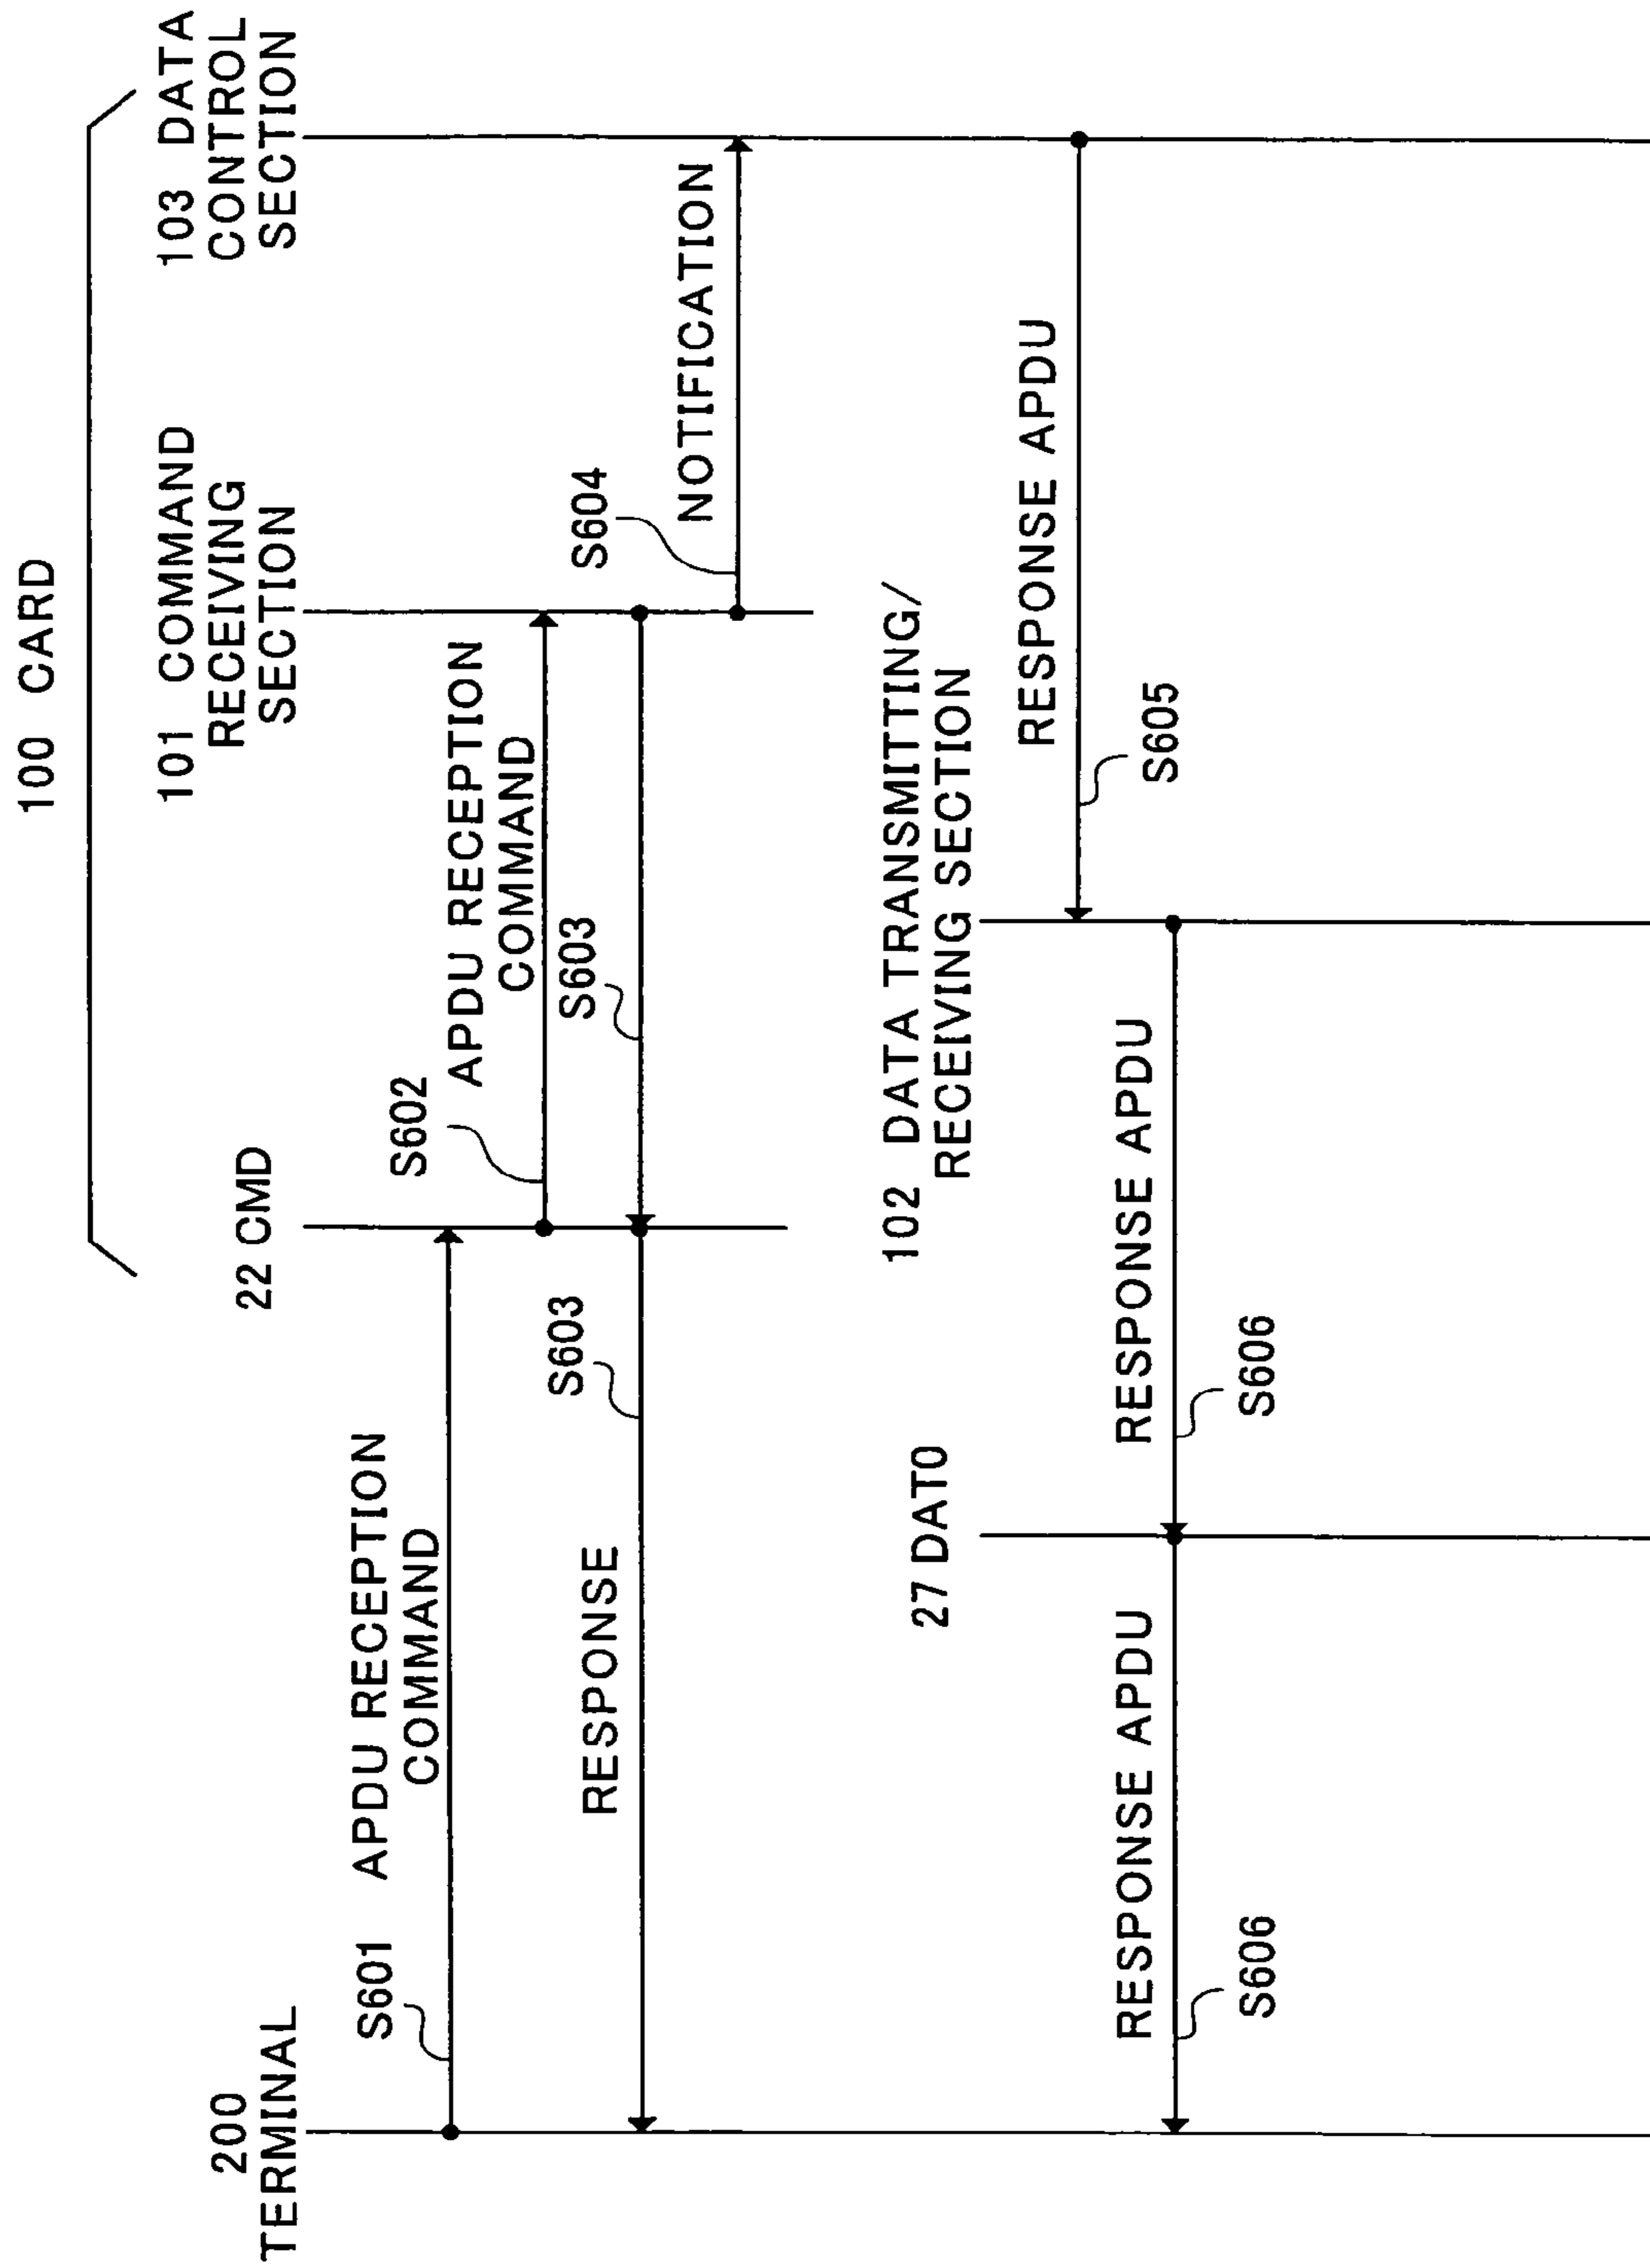 100 CARD
200
TERMINAL
22 CMD
101 COMMAND
RECEIVING
SECTION
103 DATA
CONTROL
SECTION
S601
APDU RECEPTION
COMMAND
S602
APDU RECEPTION
COMMAND
S603
RESPONSE
S603
S604
NOTIFICATION
27 DAT0
102 DATA TRANSMITTING/
RECEIVING SECTION
RESPONSE APDU
S605
RESPONSE APDU
S606
RESPONSE APDU
S606